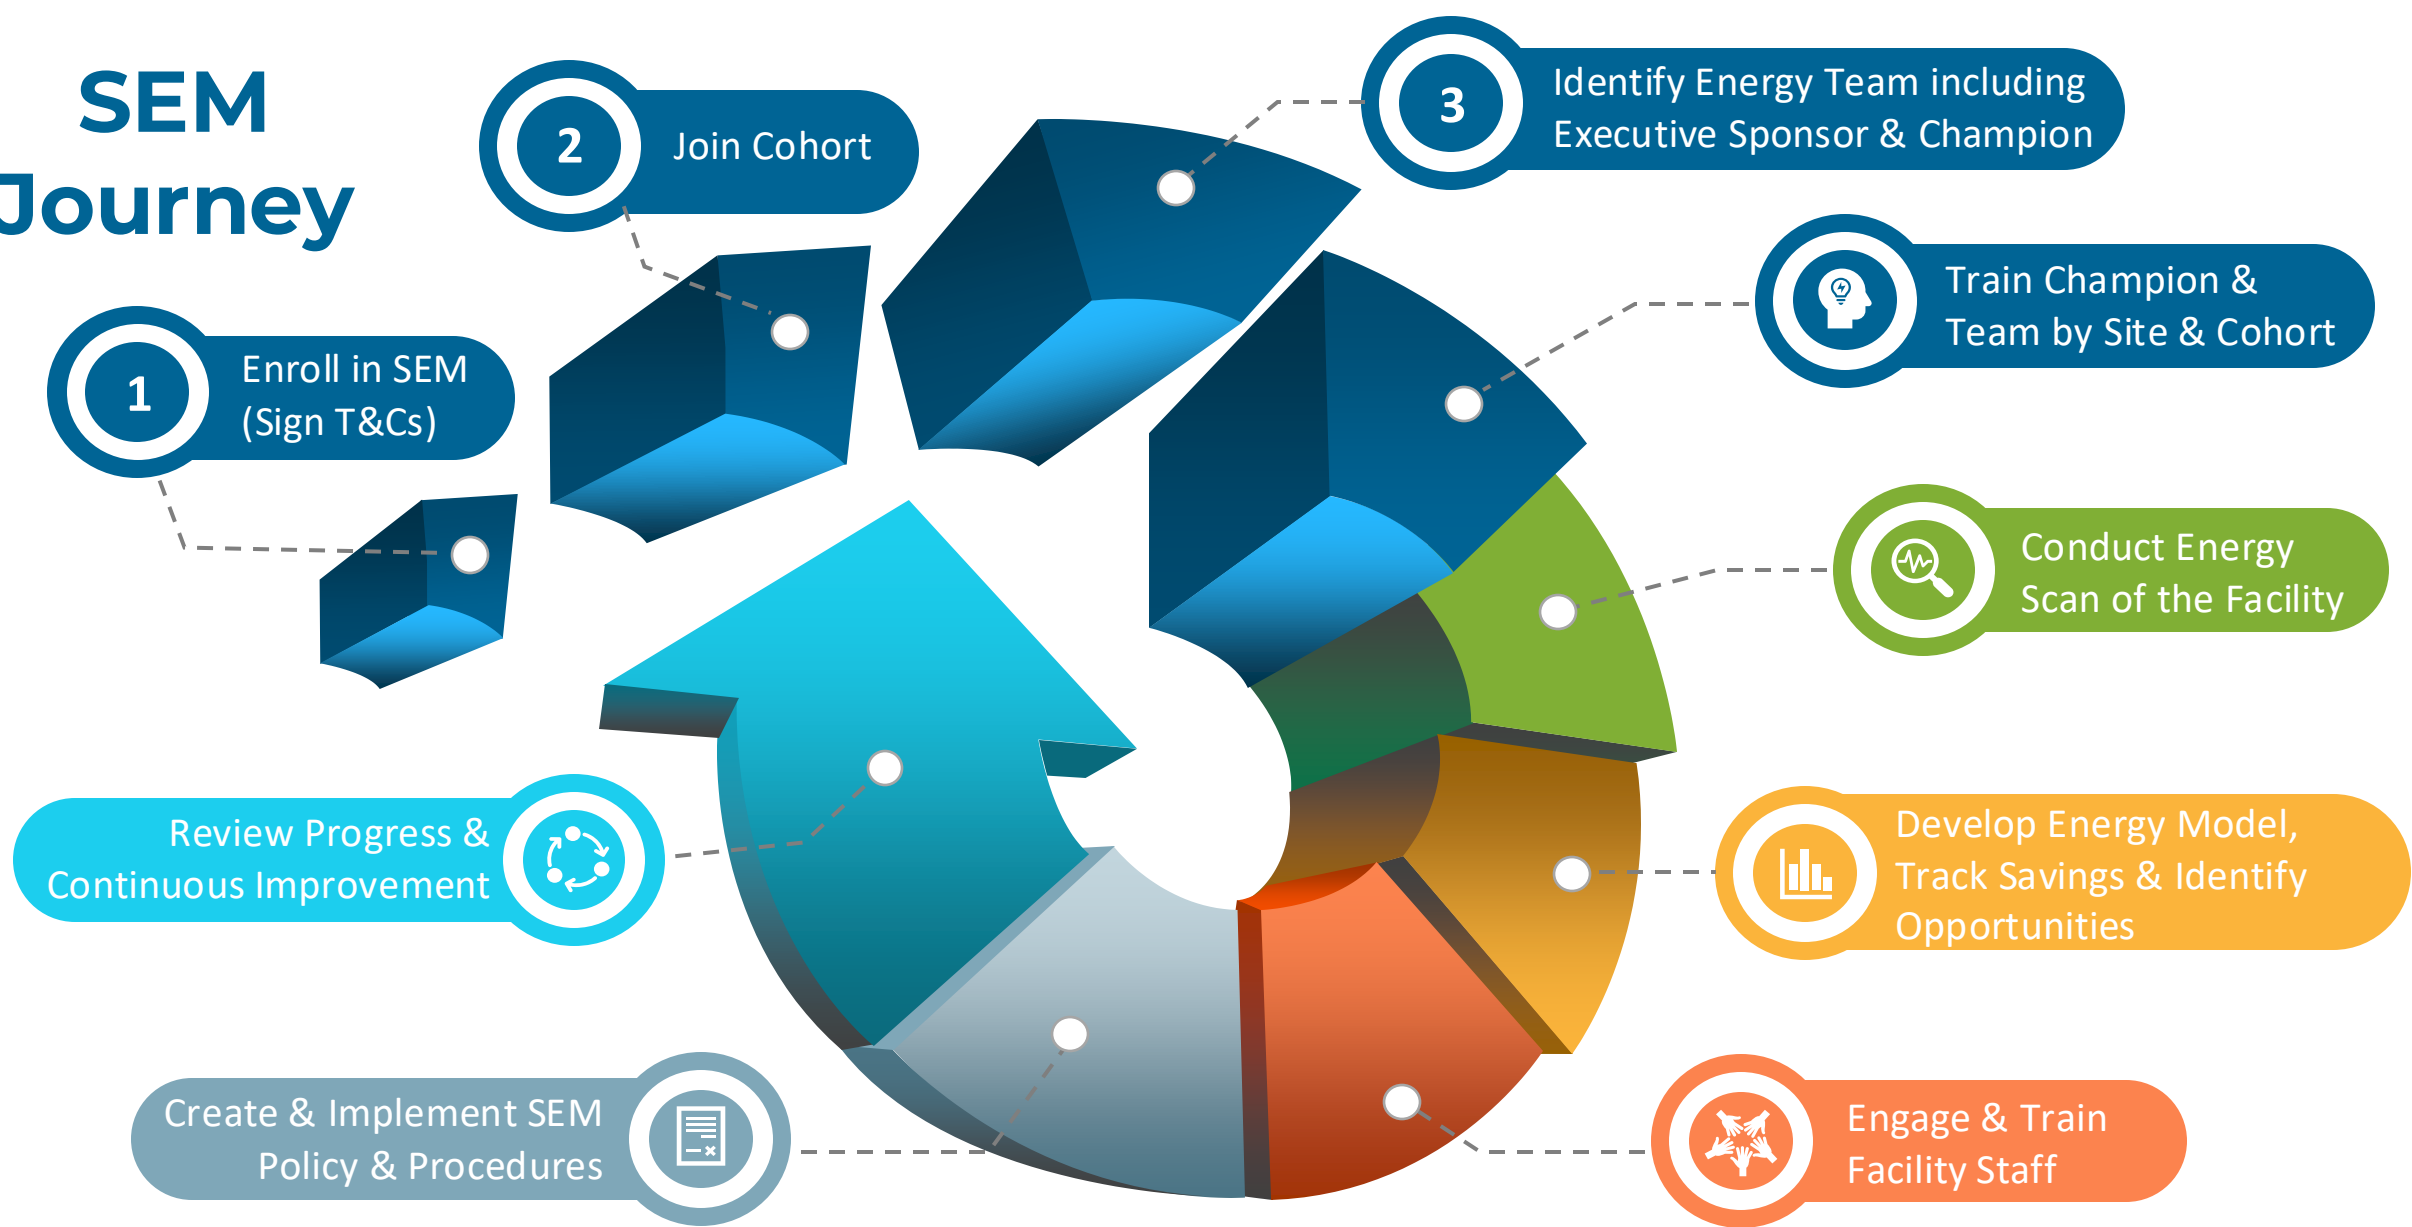 SEM
Journey
1
Enroll in SEM
(Sign T&Cs)
2
Join Cohort
3
Identify Energy Team including
Executive Sponsor & Champion
Train Champion &
Team by Site & Cohort
Conduct Energy
Scan of the Facility
Develop Energy Model,
Track Savings & Identify
Opportunities
Engage & Train
Facility Staff
Create & Implement SEM
Policy & Procedures
Review Progress &
Continuous Improvement